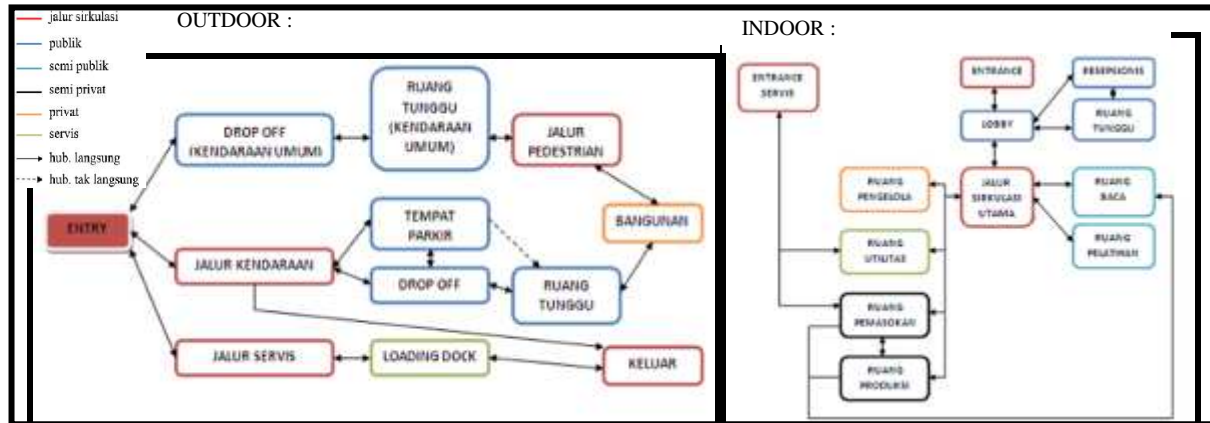 jalur sirkulasi
publik
semi publik
semi privat
privat
servis
hub. langsung
hub. tak langsung
OUTDOOR :
RUANG
TUNGGU
(KENDARAAN
UMUM)
DROP OFF
(KENDARAAN UMUM)
JALUR
PEDESTRIAN
ENTRY
TEMPAT
PARKIR
BANGUNAN
JALUR KENDARAAN
DROP OFF
RUANG
TUNGGU
JALUR SERVIS
LOADING DOCK
KELUAR
INDOOR :
ENTRANCE
SERVIS
ENTRANCE
RESEPSIONIS
LOBBY
RUANG
TUNGGU
RUANG
PENGELOLA
JALUR
SIRKULASI
UTAMA
RUANG
BACA
RUANG
UTILITAS
RUANG
PELATIHAN
RUANG
PEMASOKAN
RUANG
PRODUKSI